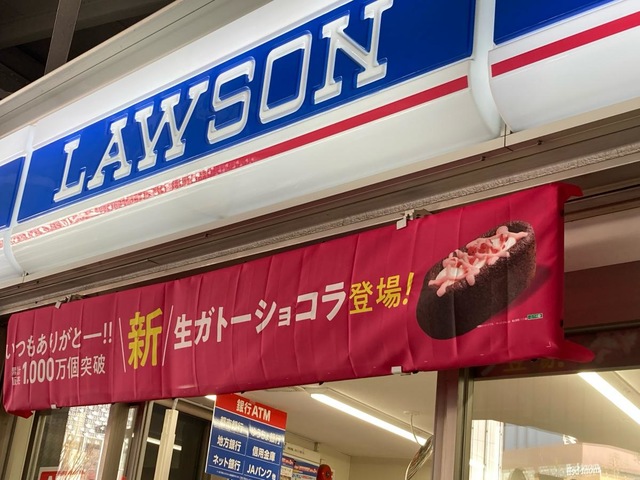 LAWSON
いつもありがとー!!
1,000万個突破
新
生ガトーショコラ登場!
銀行ATM
地方銀行
信用金庫
ネット銀行
JAバンク